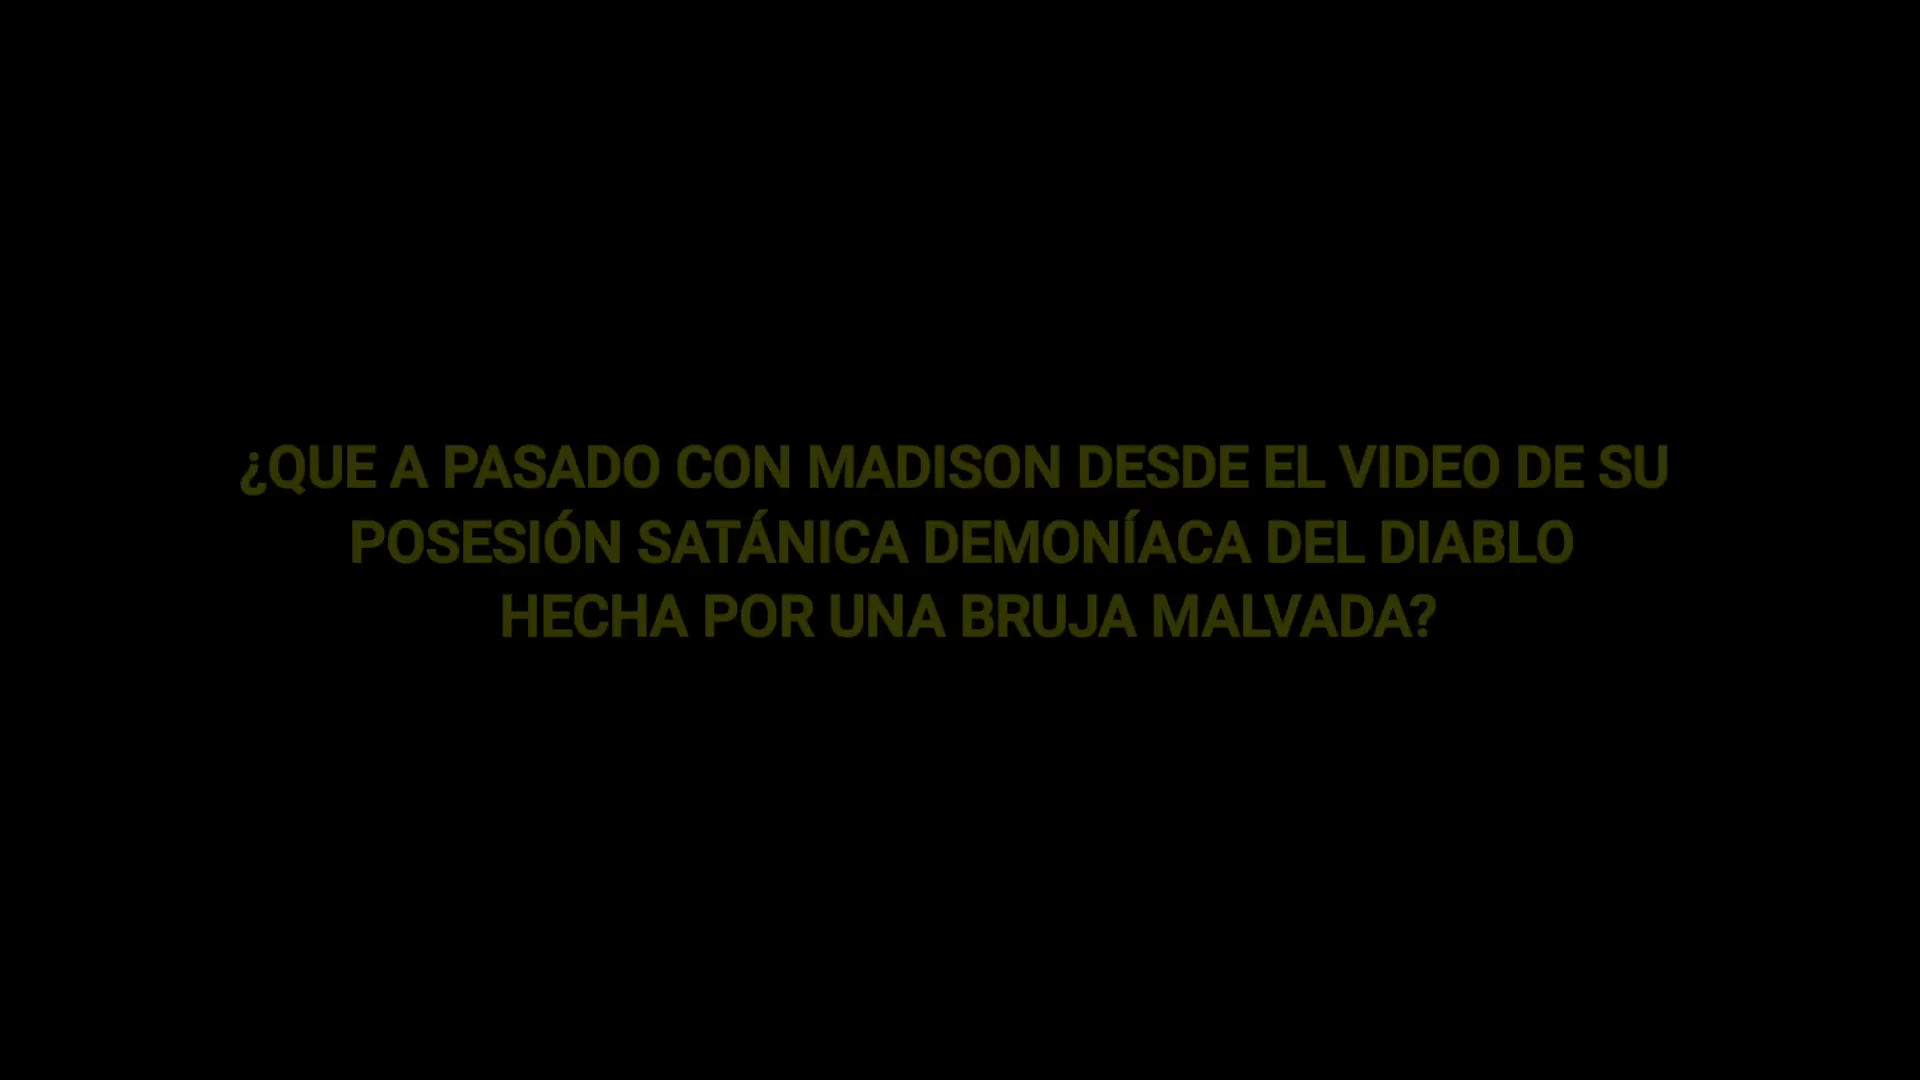 ¿QUE A PASADO CON MADISON DESDE EL VIDEO DE SU
POSESIÓN SATÁNICA DEMONÍACA DEL DIABLO
HECHA POR UNA BRUJA MALVADA?